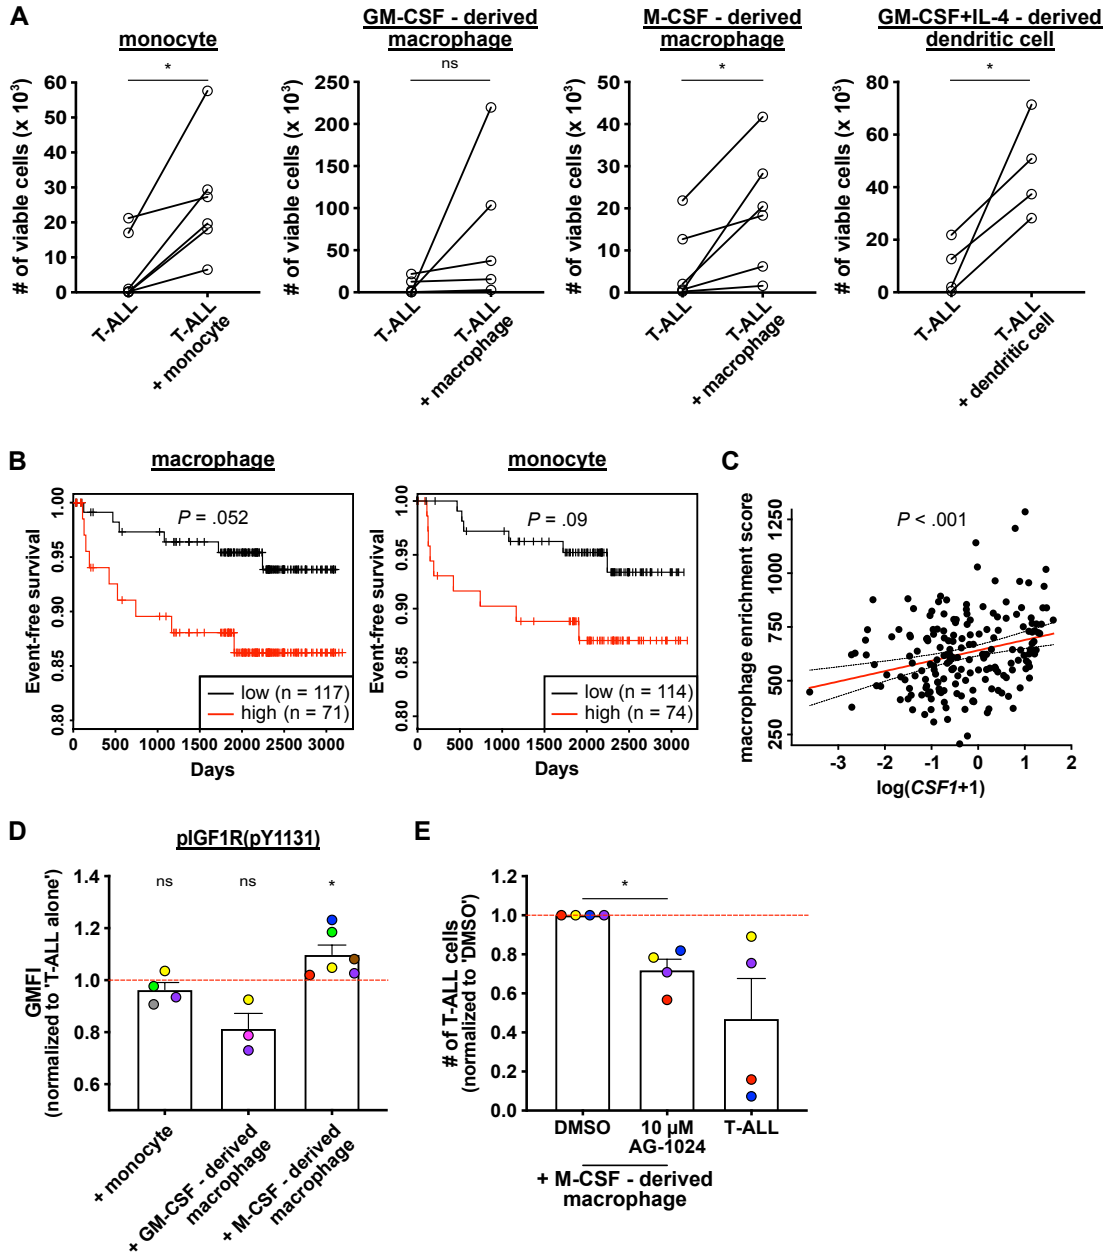 A
monocyte
# of viable cells (x 10³)
60
50
40
30
20
10
0
*
T-ALL
T-ALL
+ monocyte
GM-CSF - derived
macrophage
# of viable cells (x 10³)
250
200
150
100
50
0
ns
T-ALL
T-ALL
+ macrophage
M-CSF - derived
macrophage
# of viable cells (x 10³)
50
40
30
20
10
0
*
T-ALL
T-ALL
+ macrophage
GM-CSF+IL-4 - derived
dendritic cell
# of viable cells (x 10³)
80
60
40
20
0
*
T-ALL
T-ALL
+ dendritic cell
B
macrophage
Event-free survival
1.00
0.95
0.90
0.85
0.80
P = .052
low (n = 117)
high (n = 71)
0 500 1000 1500 2000 2500 3000
Days
monocyte
Event-free survival
1.00
0.95
0.90
0.85
0.80
P = .09
low (n = 114)
high (n = 74)
0 500 1000 1500 2000 2500 3000
Days
C
macrophage enrichment score
1250
1000
750
500
250
P < .001
-3 -2 -1 0 1 2
log(CSF1+1)
D
pIGF1R(pY1131)
GMFI
(normalized to 'T-ALL alone')
1.4
1.2
1.0
0.8
0.6
ns
ns
*
+ monocyte
+ GM-CSF - derived
macrophage
+ M-CSF - derived
macrophage
E
# of T-ALL cells
(normalized to 'DMSO')
1.2
1.0
0.8
0.6
0.4
0.2
0.0
*
DMSO
10 µM
AG-1024
T-ALL
+ M-CSF - derived
macrophage